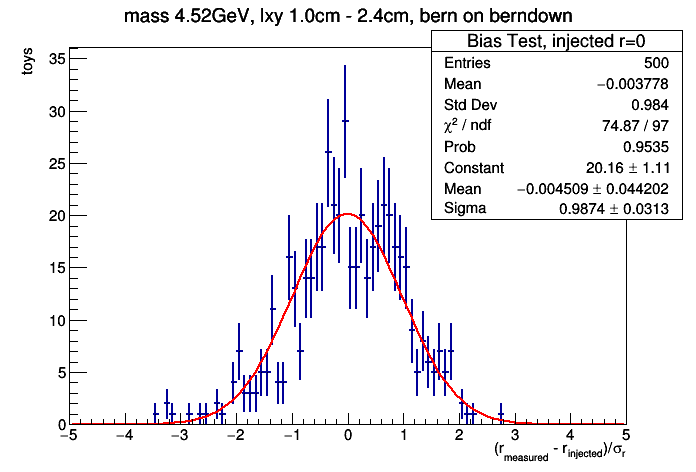 mass 4.52GeV, lxy 1.0cm - 2.4cm, bern on berndown
Bias Test, injected r=0
Entries 500
Mean −0.003778
Std Dev 0.984
χ² / ndf 74.87 / 97
Prob 0.9535
Constant 20.16 ± 1.11
Mean −0.004509 ± 0.044202
Sigma 0.9874 ± 0.0313
toys
35
30
25
20
15
10
5
0
−5 −4 −3 −2 −1 0 1 2 3 4 5
(r_measured - r_injected)/σ_r